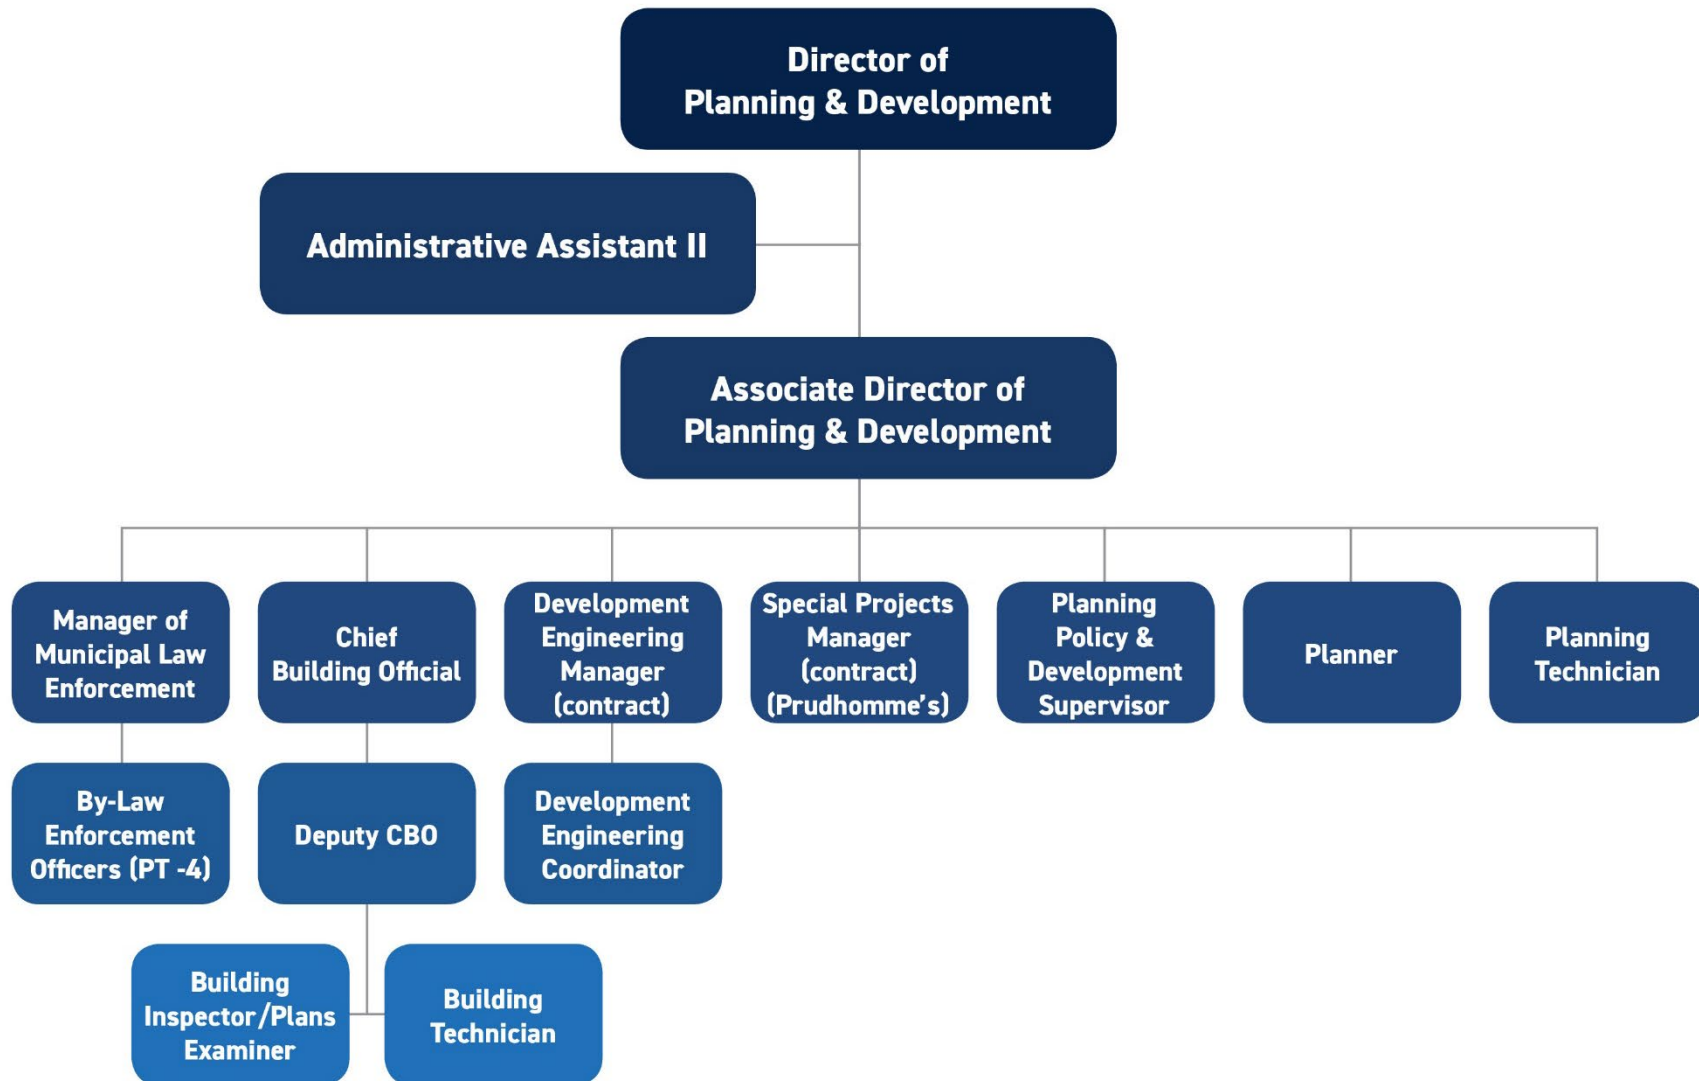 Director of
Planning & Development
Administrative Assistant II
Associate Director of
Planning & Development
Manager of
Municipal Law
Enforcement
Chief
Building Official
Development
Engineering
Manager
(contract)
Special Projects
Manager
(contract)
(Prudhomme’s)
Planning
Policy &
Development
Supervisor
Planner
Planning
Technician
By-Law
Enforcement
Officers (PT -4)
Deputy CBO
Development
Engineering
Coordinator
Building
Inspector/Plans
Examiner
Building
Technician